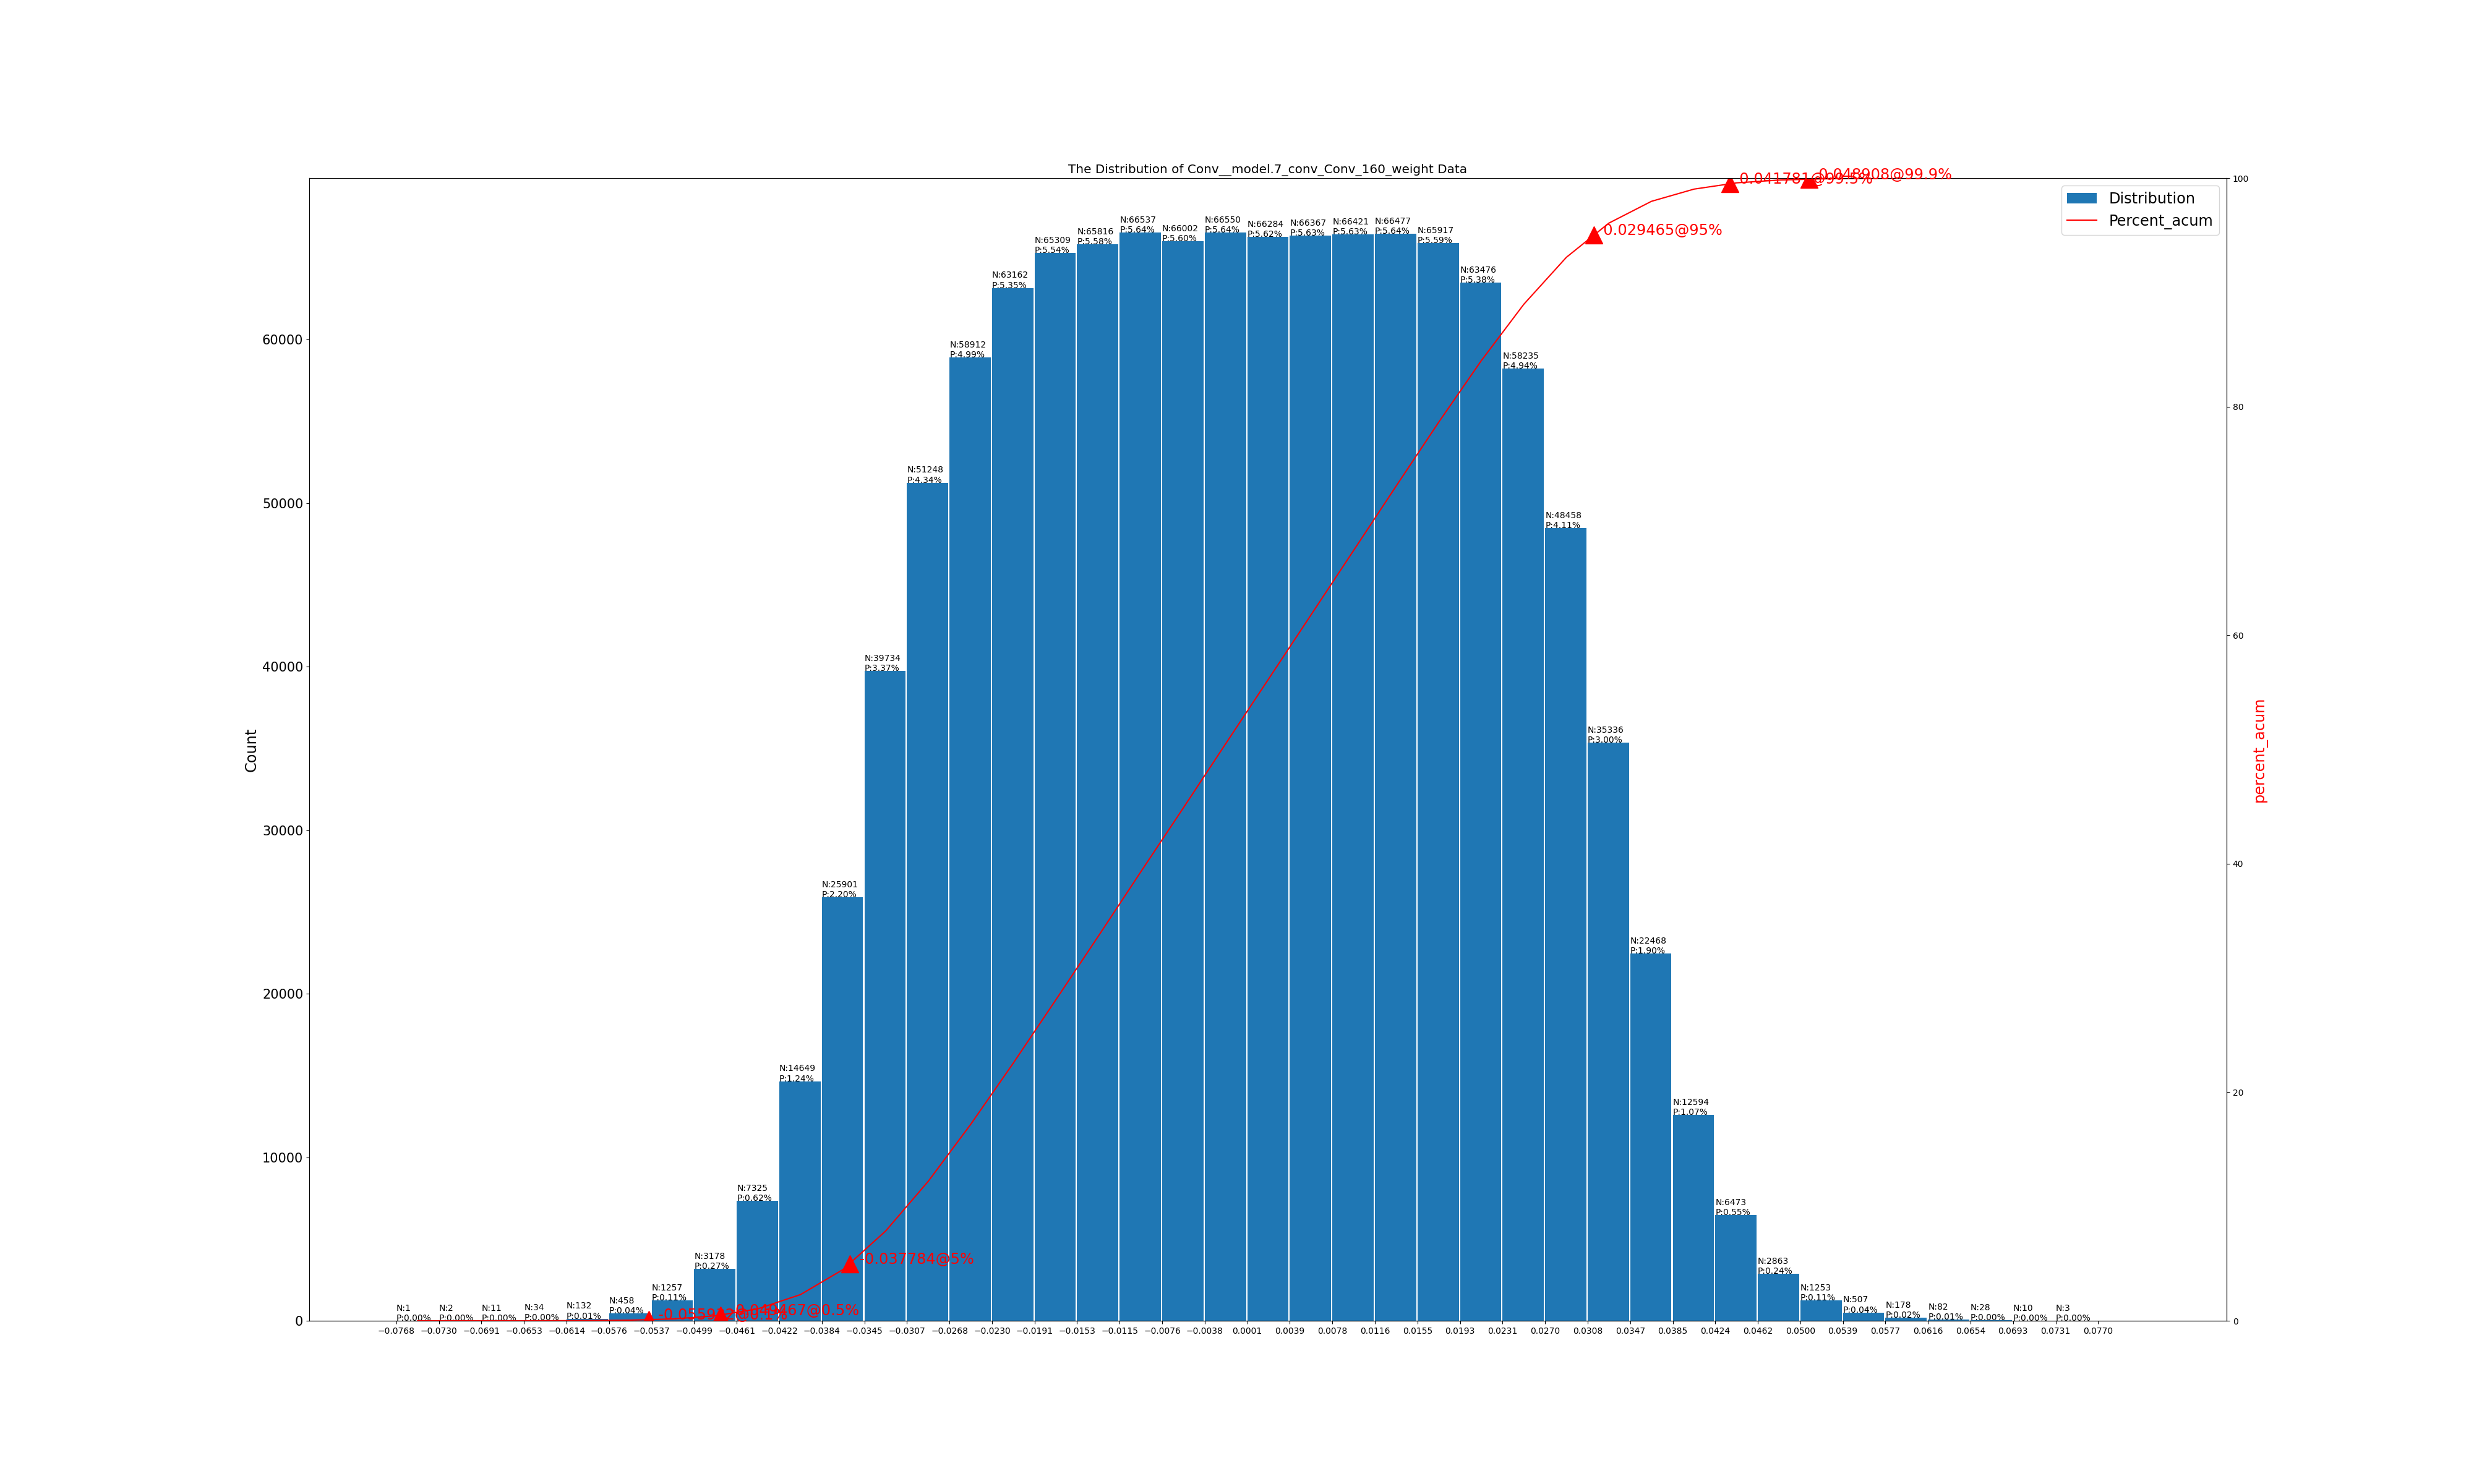 The Distribution of Conv__model.7_conv_Conv_160_weight Data
Distribution
Percent_acum
Count
60000
50000
40000
30000
20000
10000
0
percent_acum
100
80
60
40
20
0
N:1
P:0.00%
N:2
P:0.00%
N:11
P:0.00%
N:34
P:0.00%
N:132
P:0.01%
N:458
P:0.04%
N:1257
P:0.11%
N:3178
P:0.27%
N:7325
P:0.62%
N:14649
P:1.24%
N:25901
P:2.20%
N:39734
P:3.37%
N:51248
P:4.34%
N:58912
P:4.99%
N:63162
P:5.35%
N:65309
P:5.54%
N:65816
P:5.58%
N:66537
P:5.64%
N:66002
P:5.60%
N:66550
P:5.64%
N:66284
P:5.62%
N:66367
P:5.63%
N:66421
P:5.63%
N:66477
P:5.64%
N:65917
P:5.59%
N:63476
P:5.38%
N:58235
P:4.94%
N:48458
P:4.11%
N:35336
P:3.00%
N:22468
P:1.90%
N:12594
P:1.07%
N:6473
P:0.55%
N:2863
P:0.24%
N:1253
P:0.11%
N:507
P:0.04%
N:178
P:0.02%
N:82
P:0.01%
N:28
P:0.00%
N:10
P:0.00%
N:3
P:0.00%
-0.037784@5%
0.029465@95%
0.041781@99.5%
0.048908@99.9%
−0.0768 −0.0730 −0.0691 −0.0653 −0.0614 −0.0576 −0.0537 −0.0499 −0.0461 −0.0422 −0.0384 −0.0345 −0.0307 −0.0268 −0.0230 −0.0191 −0.0153 −0.0115 −0.0076 −0.0038 0.0001 0.0039 0.0078 0.0116 0.0155 0.0193 0.0231 0.0270 0.0308 0.0347 0.0385 0.0424 0.0462 0.0500 0.0539 0.0577 0.0616 0.0654 0.0693 0.0731 0.0770